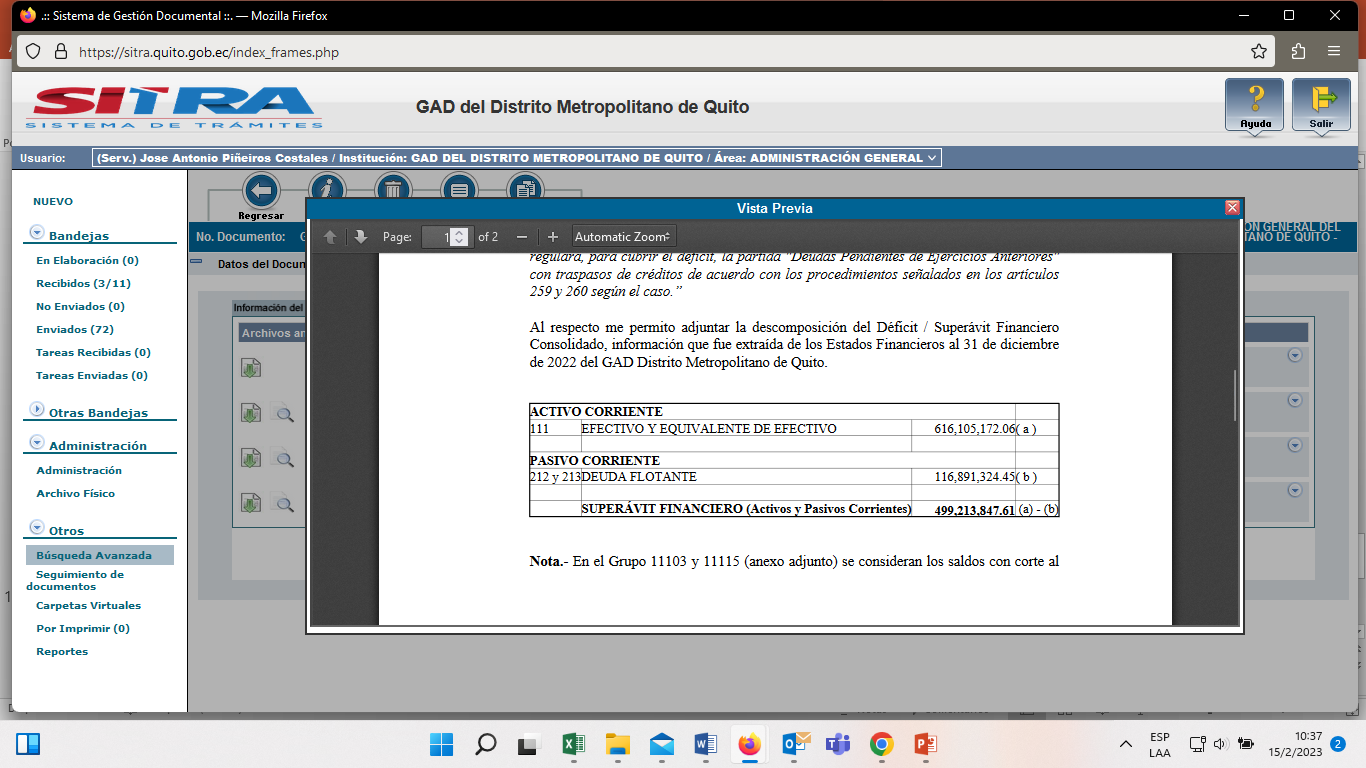 .:: Sistema de Gestión Documental ::. — Mozilla Firefox
https://sitra.quito.gob.ec/index_frames.php
SITRA
SISTEMA DE TRÁMITES
GAD del Distrito Metropolitano de Quito
Ayuda
Salir
Usuario:
(Serv.) Jose Antonio Piñeiros Costales / Institución: GAD DEL DISTRITO METROPOLITANO DE QUITO / Área: ADMINISTRACIÓN GENERAL
NUEVO
Bandejas
En Elaboración (0)
Recibidos (3/11)
No Enviados (0)
Enviados (72)
Tareas Recibidas (0)
Tareas Enviadas (0)
Otras Bandejas
Administración
Administración
Archivo Físico
Otros
Búsqueda Avanzada
Seguimiento de
documentos
Carpetas Virtuales
Por Imprimir (0)
Reportes
Regresar
No. Documento:
GENERAL DEL
TANO DE QUITO -
Datos del Docum
Información del
Archivos an
Vista Previa
Page: 1 of 2
Automatic Zoom
regulará, para cubrir el déficit, la partida "Deudas Pendientes de Ejercicios Anteriores"
con traspasos de créditos de acuerdo con los procedimientos señalados en los artículos
259 y 260 según el caso.”
Al respecto me permito adjuntar la descomposición del Déficit / Superávit Financiero
Consolidado, información que fue extraída de los Estados Financieros al 31 de diciembre
de 2022 del GAD Distrito Metropolitano de Quito.
ACTIVO CORRIENTE
111 EFECTIVO Y EQUIVALENTE DE EFECTIVO 616,105,172.06 ( a )
PASIVO CORRIENTE
212 y 213 DEUDA FLOTANTE 116,891,324.45 ( b )
SUPERÁVIT FINANCIERO (Activos y Pasivos Corrientes) 499,213,847.61 (a) - (b)
Nota.- En el Grupo 11103 y 11115 (anexo adjunto) se consideran los saldos con corte al
ESP
LAA
10:37
15/2/2023
2